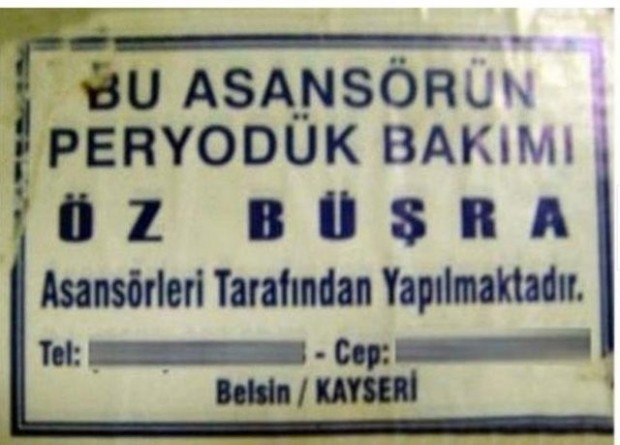 BU ASANSÖRÜN
PERYODÜK BAKIMI
ÖZ BÜŞRA
Asansörleri Tarafından Yapılmaktadır.
Tel: - Cep:
Belsin / KAYSERİ